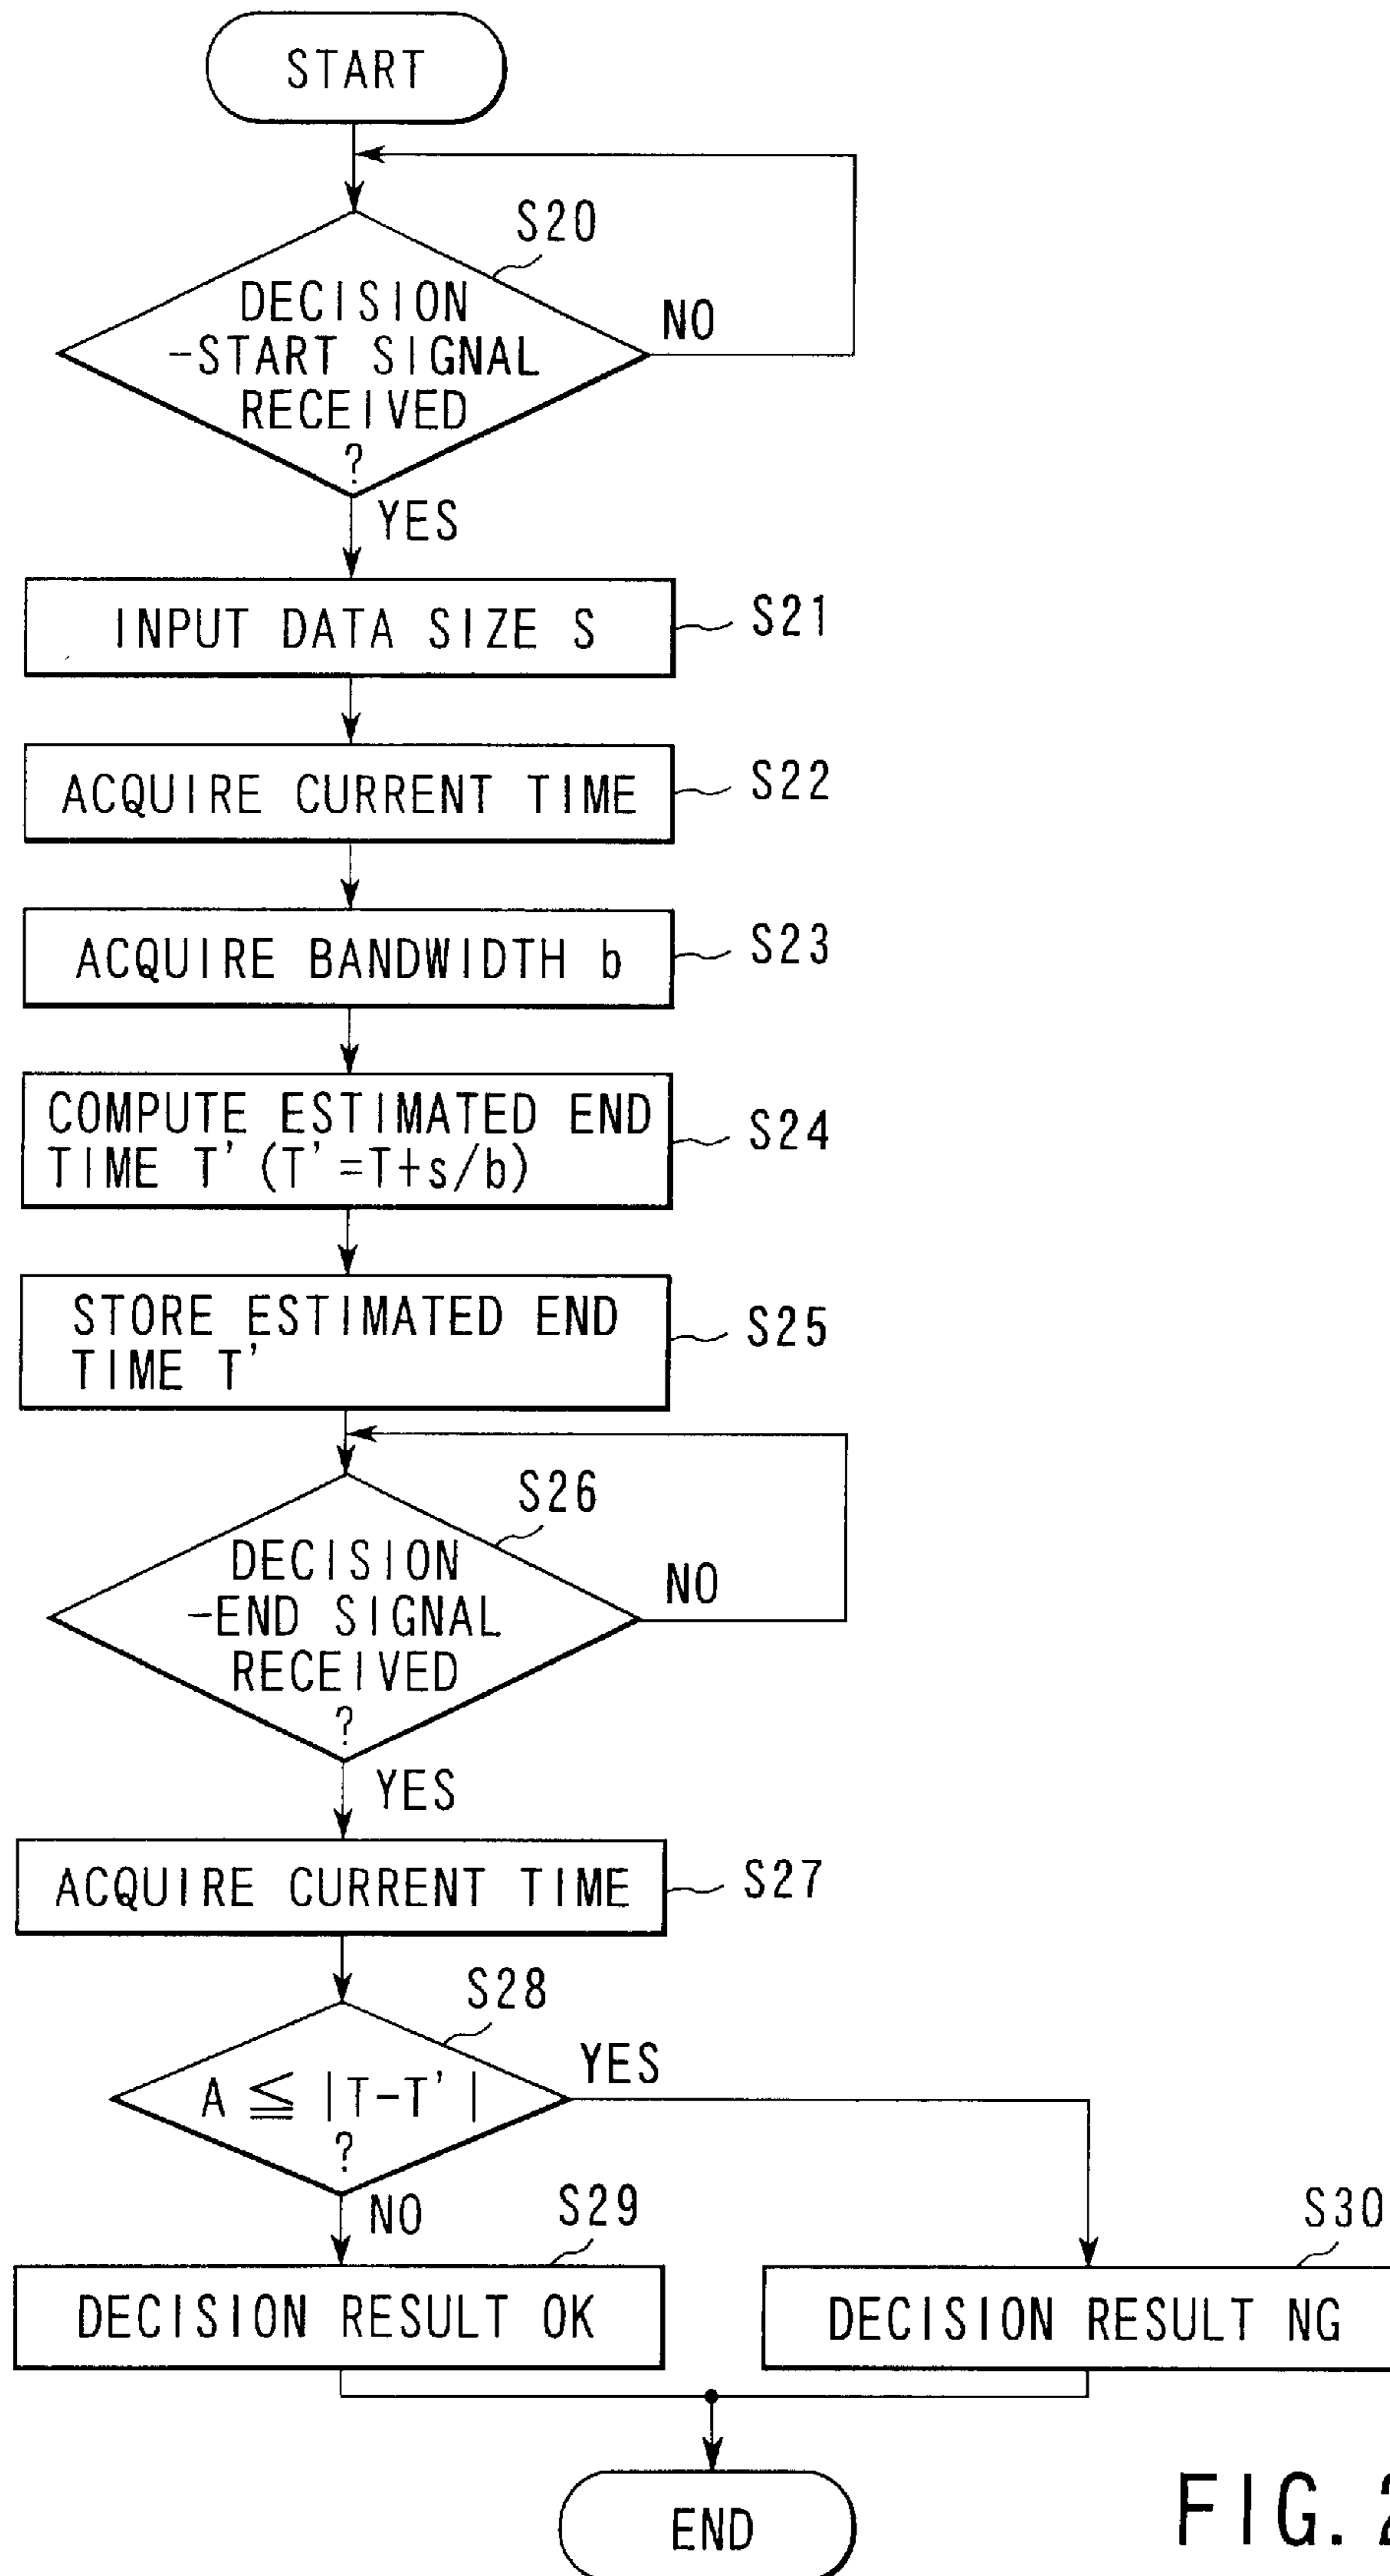 START
S20
DECISION
-START SIGNAL
RECEIVED
?
NO
YES
INPUT DATA SIZE S
S21
ACQUIRE CURRENT TIME
S22
ACQUIRE BANDWIDTH b
S23
COMPUTE ESTIMATED END
TIME T' (T'=T+s/b)
S24
STORE ESTIMATED END
TIME T'
S25
S26
DECISION
-END SIGNAL
RECEIVED
?
NO
YES
ACQUIRE CURRENT TIME
S27
S28
A ≦ |T-T'|
?
YES
NO
S29
DECISION RESULT OK
S30
DECISION RESULT NG
END
FIG. 2